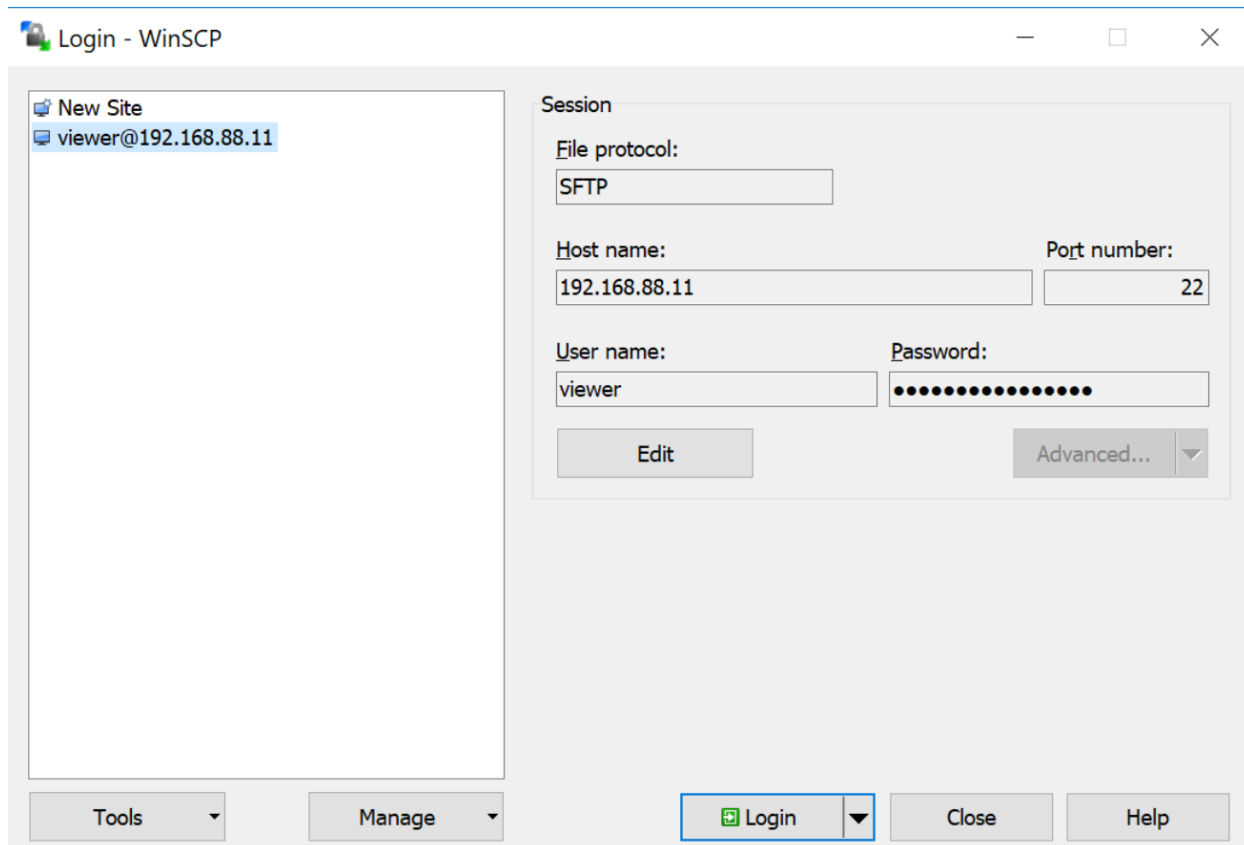 Login - WinSCP
New Site
viewer@192.168.88.11
Session
File protocol:
SFTP
Host name:
Port number:
192.168.88.11
22
User name:
Password:
viewer
●●●●●●●●●●●●●●●●
Edit
Advanced...
Tools
Manage
Login
Close
Help